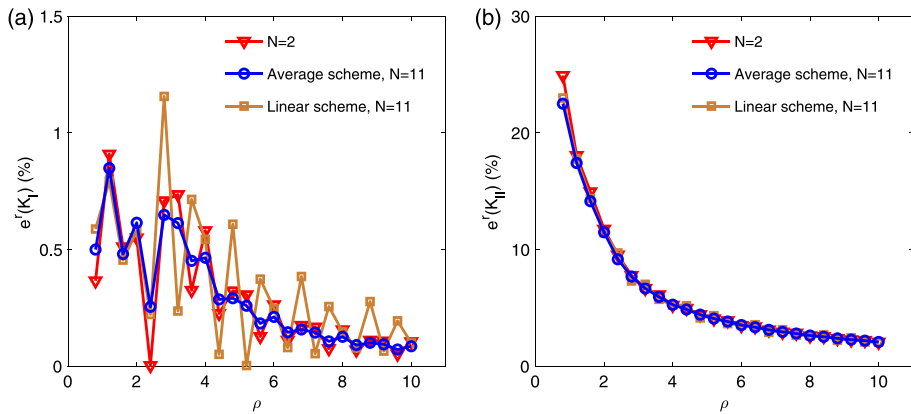 (a)
1.5
1
0.5
0
e^r(K_I) (%)
N=2
Average scheme, N=11
Linear scheme, N=11
0 2 4 6 8 10
ρ
(b)
30
20
10
0
e^r(K_II) (%)
N=2
Average scheme, N=11
Linear scheme, N=11
0 2 4 6 8 10
ρ